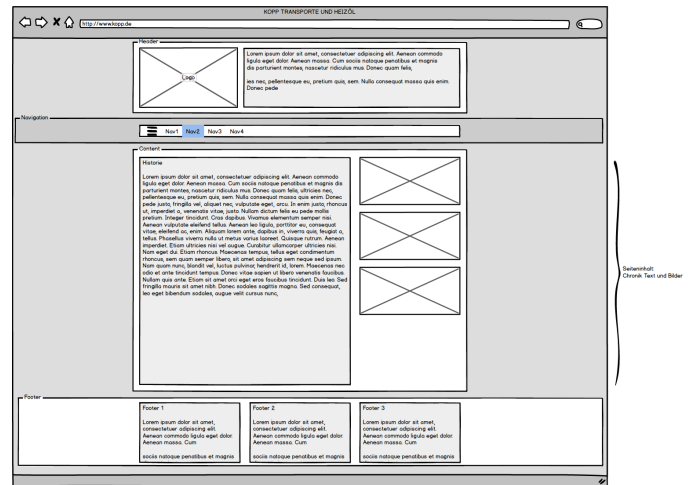 KOPP TRANSPORTE UND HEIZÖL
http://www.kopp.de
Header
Logo
Lorem ipsum dolor sit amet, consectetuer adipiscing elit. Aenean commodo
ligula eget dolor. Aenean massa. Cum sociis natoque penatibus et magnis
dis parturient montes, nascetur ridiculus mus. Donec quam felis,
ies nec, pellentesque eu, pretium quis, sem. Nulla consequat massa quis enim.
Donec pede
Navigation
Nav1 Nav2 Nav3 Nav4
Content
Historie
Lorem ipsum dolor sit amet, consectetuer adipiscing elit. Aenean commodo
ligula eget dolor. Aenean massa. Cum sociis natoque penatibus et magnis dis
parturient montes, nascetur ridiculus mus. Donec quam felis, ultricies nec,
pellentesque eu, pretium quis, sem. Nulla consequat massa quis enim. Donec
pede justo, fringilla vel, aliquet nec, vulputate eget, arcu. In enim justo, rhoncus
ut, imperdiet a, venenatis vitae, justo. Nullam dictum felis eu pede mollis
pretium. Integer tincidunt. Cras dapibus. Vivamus elementum semper nisi.
Aenean vulputate eleifend tellus. Aenean leo ligula, porttitor eu, consequat
vitae, eleifend ac, enim. Aliquam lorem ante, dapibus in, viverra quis, feugiat a,
tellus. Phasellus viverra nulla ut metus varius laoreet. Quisque rutrum. Aenean
imperdiet. Etiam ultricies nisi vel augue. Curabitur ullamcorper ultricies nisi.
Nam eget dui. Etiam rhoncus. Maecenas tempus, tellus eget condimentum
rhoncus, sem quam semper libero, sit amet adipiscing sem neque sed ipsum.
Nam quam nunc, blandit vel, luctus pulvinar, hendrerit id, lorem. Maecenas nec
odio et ante tincidunt tempus. Donec vitae sapien ut libero venenatis faucibus.
Nullam quis ante. Etiam sit amet orci eget eros faucibus tincidunt. Duis leo. Sed
fringilla mauris sit amet nibh. Donec sodales sagittis magna. Sed consequat,
leo eget bibendum sodales, augue velit cursus nunc,
Seiteninhalt:
Chronik Text und Bilder
Footer
Footer 1
Lorem ipsum dolor sit amet,
consectetuer adipiscing elit.
Aenean commodo ligula eget dolor.
Aenean massa. Cum
sociis natoque penatibus et magnis
Footer 2
Lorem ipsum dolor sit amet,
consectetuer adipiscing elit.
Aenean commodo ligula eget dolor.
Aenean massa. Cum
sociis natoque penatibus et magnis
Footer 3
Lorem ipsum dolor sit amet,
consectetuer adipiscing elit.
Aenean commodo ligula eget dolor.
Aenean massa. Cum
sociis natoque penatibus et magnis